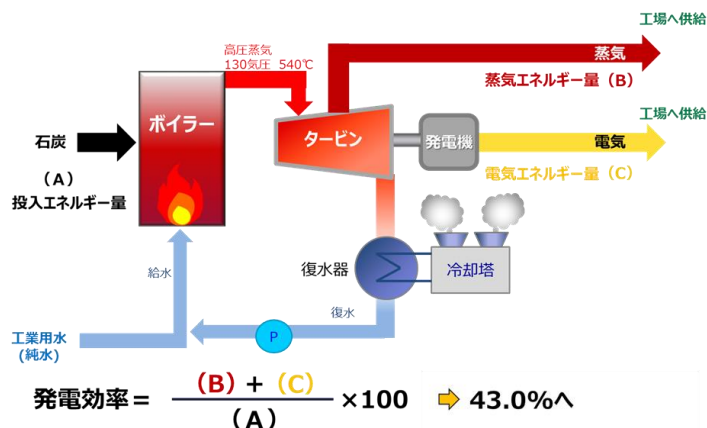 工場へ供給
高圧蒸気
130気圧 540℃
蒸気
蒸気エネルギー量（B）
ボイラー
工場へ供給
石炭
タービン
発電機
電気
（A）
投入エネルギー量
電気エネルギー量（C）
復水器
冷却塔
給水
復水
工業用水
(純水)
P
発電効率＝ （B）+（C）
（A） ×100 43.0%へ